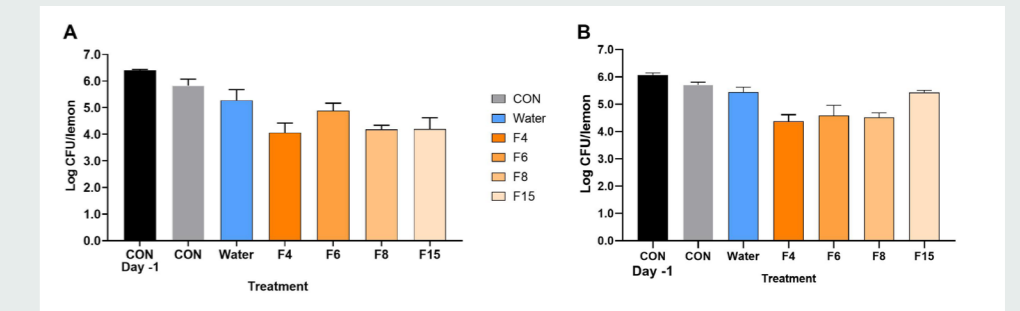 A
Log CFU/lemon
7.0
6.0
5.0
4.0
3.0
2.0
1.0
0.0
CON Water F4 F6 F8 F15
CON
Day -1
Treatment
CON
Water
F4
F6
F8
F15
B
Log CFU/lemon
7.0
6.0
5.0
4.0
3.0
2.0
1.0
0.0
CON CON Water F4 F6 F8 F15
Day -1
Treatment